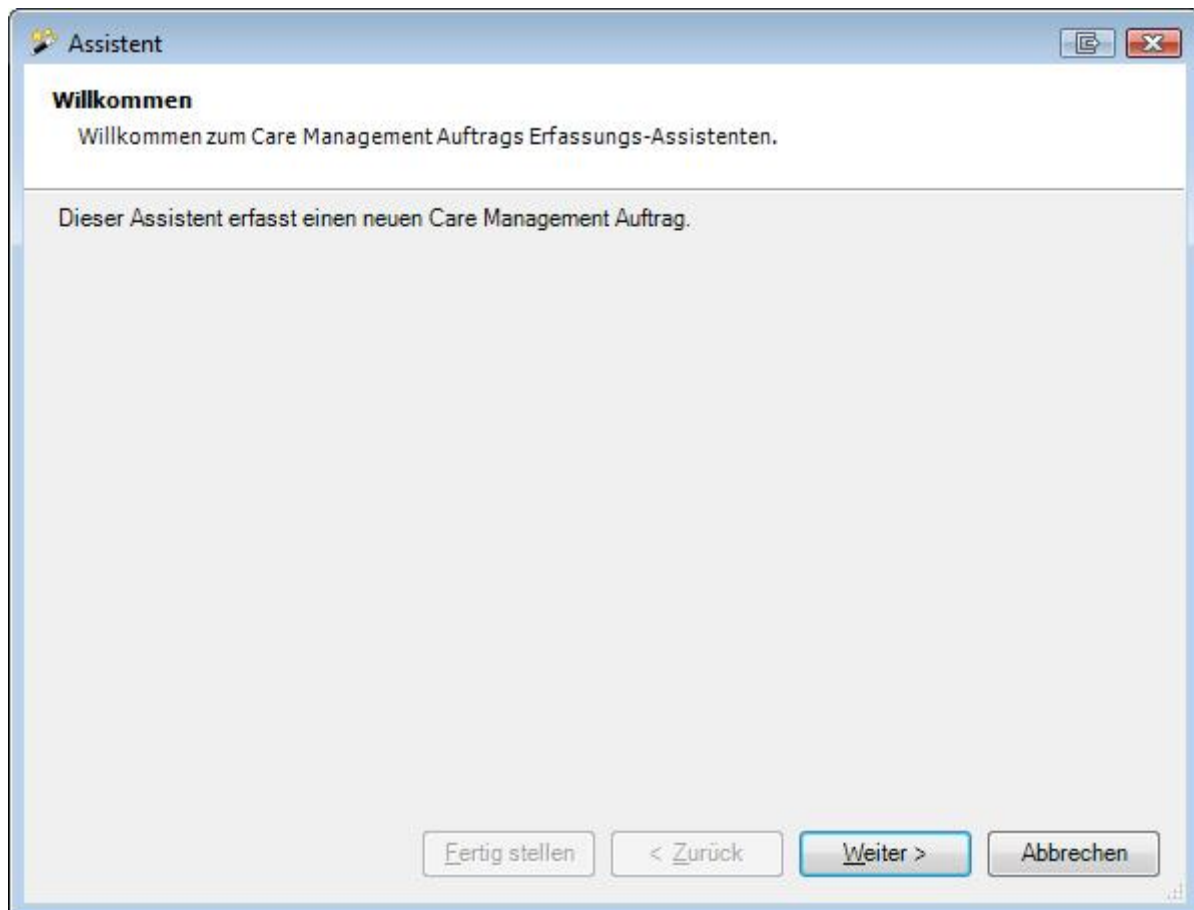 Assistent
Willkommen
Willkommen zum Care Management Auftrags Erfassungs-Assistenten.
Dieser Assistent erfasst einen neuen Care Management Auftrag.
Fertig stellen
< Zurück
Weiter >
Abbrechen